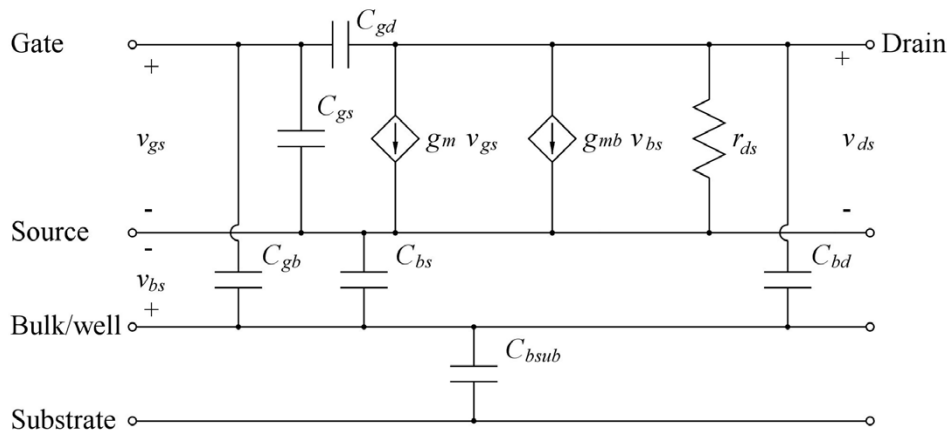 C_gd
Gate
Drain
+
+
C_gs
v_gs
g_m v_gs
g_mb v_bs
r_ds
v_ds
-
-
Source
-
C_gb
C_bs
C_bd
v_bs
+
Bulk/well
C_bsub
Substrate